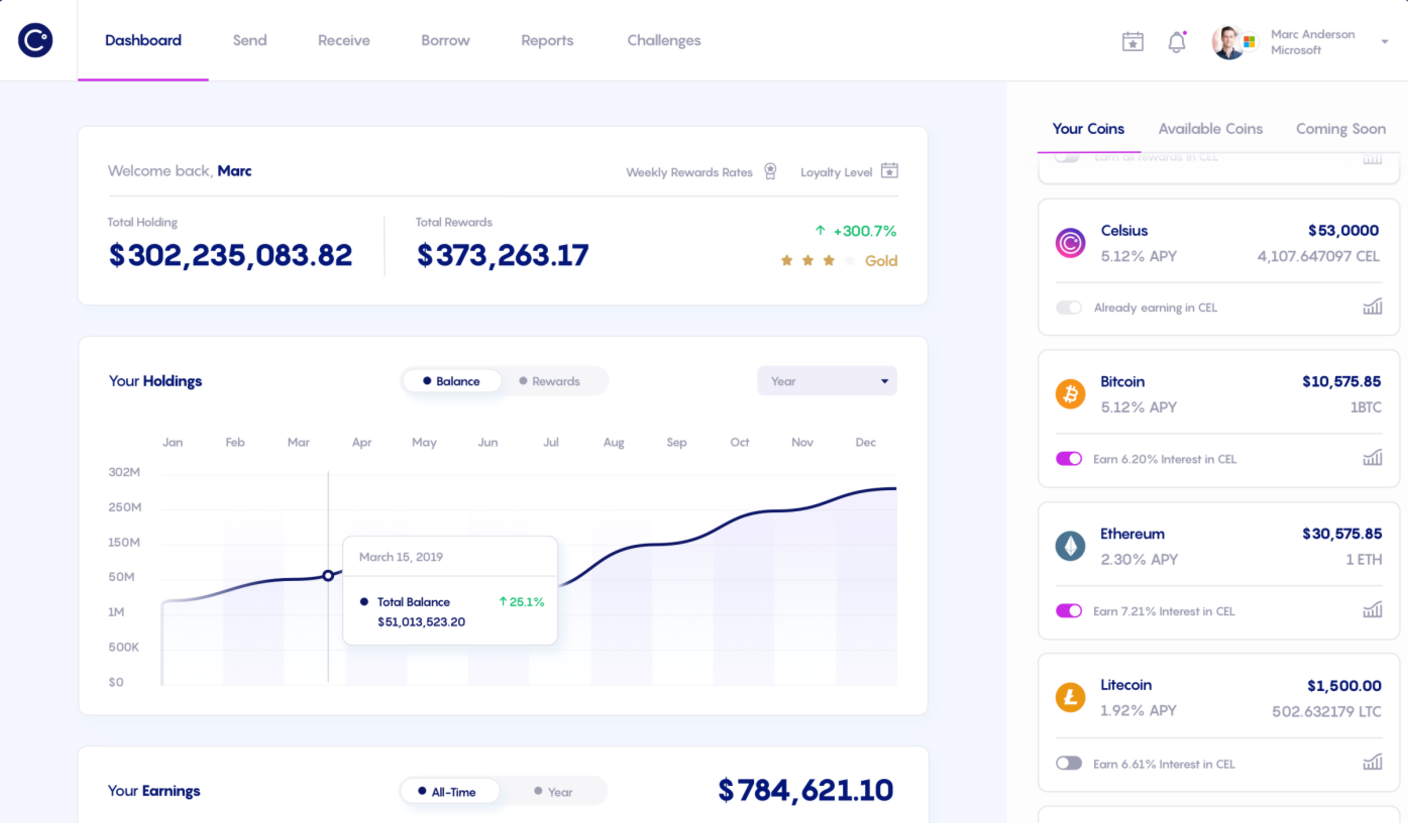 Dashboard
Send
Receive
Borrow
Reports
Challenges
Marc Anderson
Microsoft
Welcome back, Marc
Weekly Rewards Rates
Loyalty Level
Total Holding
$302,235,083.82
Total Rewards
$373,263.17
+300.7%
Gold
Your Holdings
Balance
Rewards
Year
Jan
Feb
Mar
Apr
May
Jun
Jul
Aug
Sep
Oct
Nov
Dec
302M
250M
150M
50M
1M
500K
$0
March 15, 2019
Total Balance
25.1%
$51,013,523.20
Your Earnings
All-Time
Year
$784,621.10
Your Coins
Available Coins
Coming Soon
Earn all rewards in CEL
Celsius
$53,0000
5.12% APY
4,107.647097 CEL
Already earning in CEL
Bitcoin
$10,575.85
5.12% APY
1BTC
Earn 6.20% Interest in CEL
Ethereum
$30,575.85
2.30% APY
1 ETH
Earn 7.21% Interest in CEL
Litecoin
$1,500.00
1.92% APY
502.632179 LTC
Earn 6.61% Interest in CEL